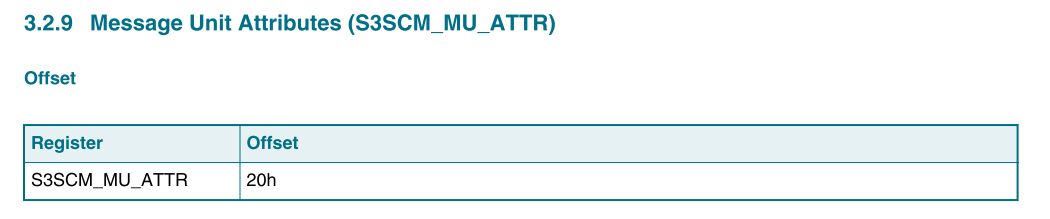 3.2.9 Message Unit Attributes (S3SCM_MU_ATTR)
Offset
Register Offset
S3SCM_MU_ATTR 20h